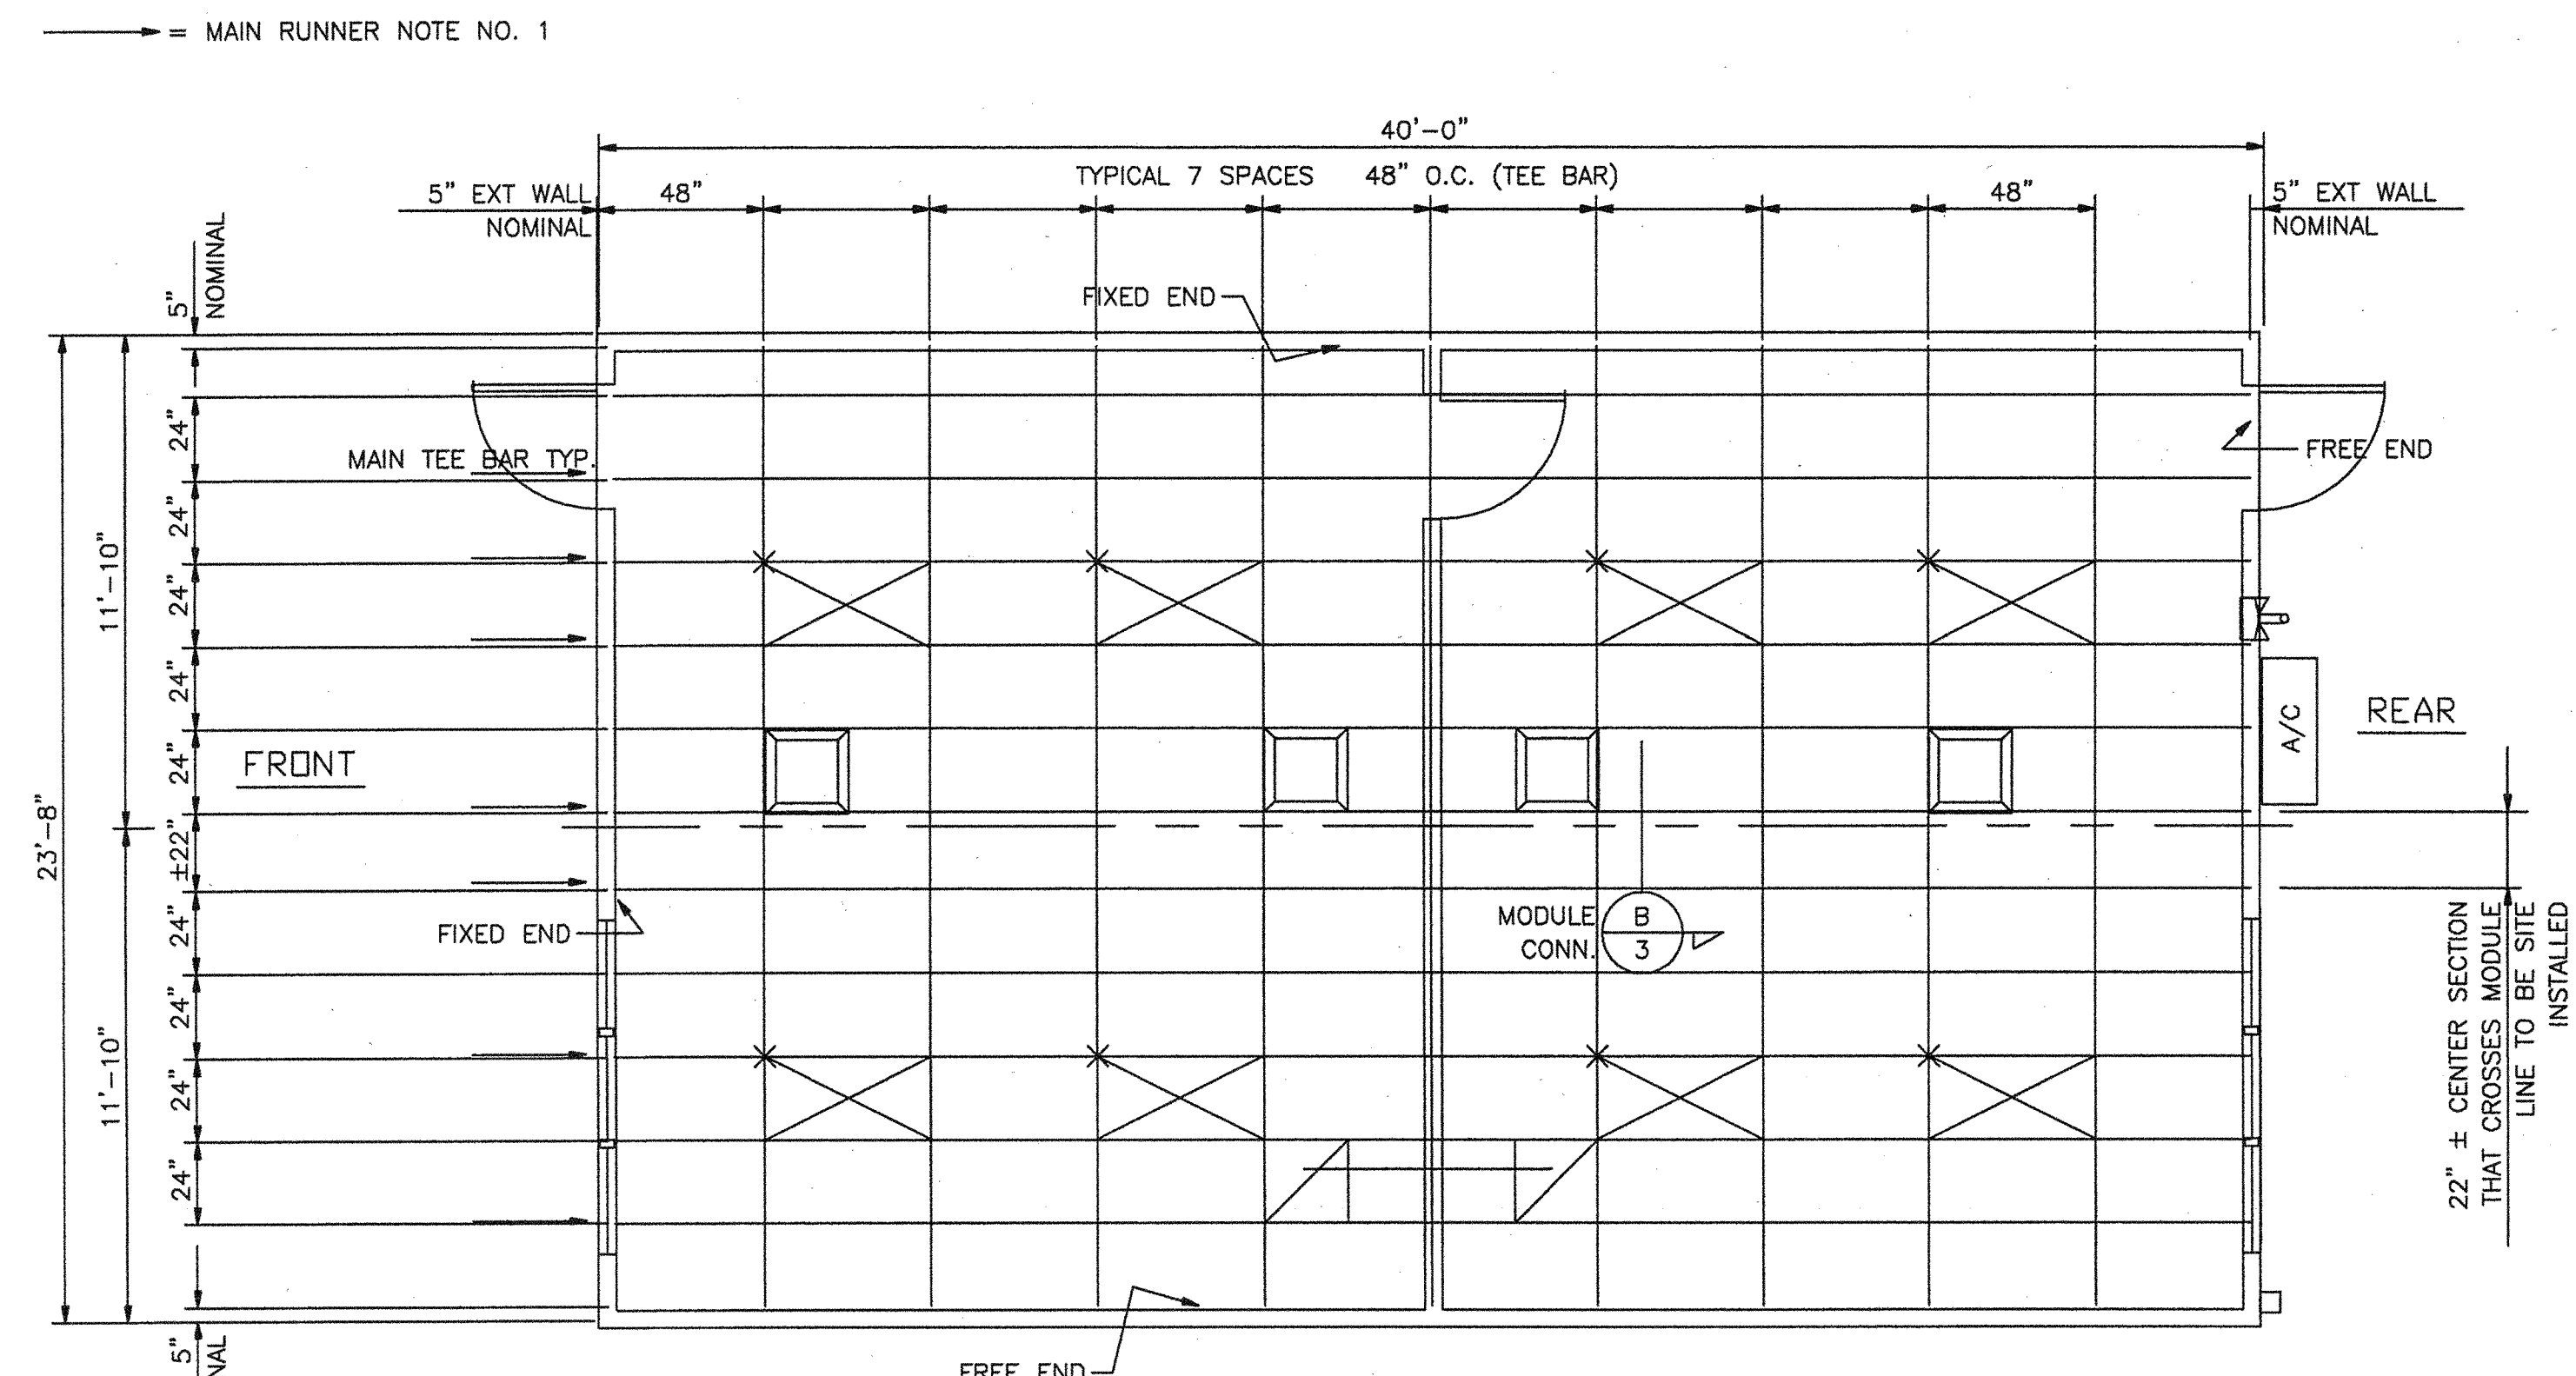 = MAIN RUNNER NOTE NO. 1
40'-0"
TYPICAL 7 SPACES 48" O.C. (TEE BAR)
5" EXT WALL
NOMINAL
48"
48"
5" EXT WALL
NOMINAL
5"
NOMINAL
FIXED END
24"
MAIN TEE BAR TYP.
FREE END
24"
11'-10"
24"
24"
FRONT
24"
A/C
REAR
23'-8"
±22"
24"
FIXED END
MODULE
CONN.
B
3
22" ± CENTER SECTION
THAT CROSSES MODULE
LINE TO BE SITE
INSTALLED
24"
11'-10"
24"
24"
5"
NAL
FREE END